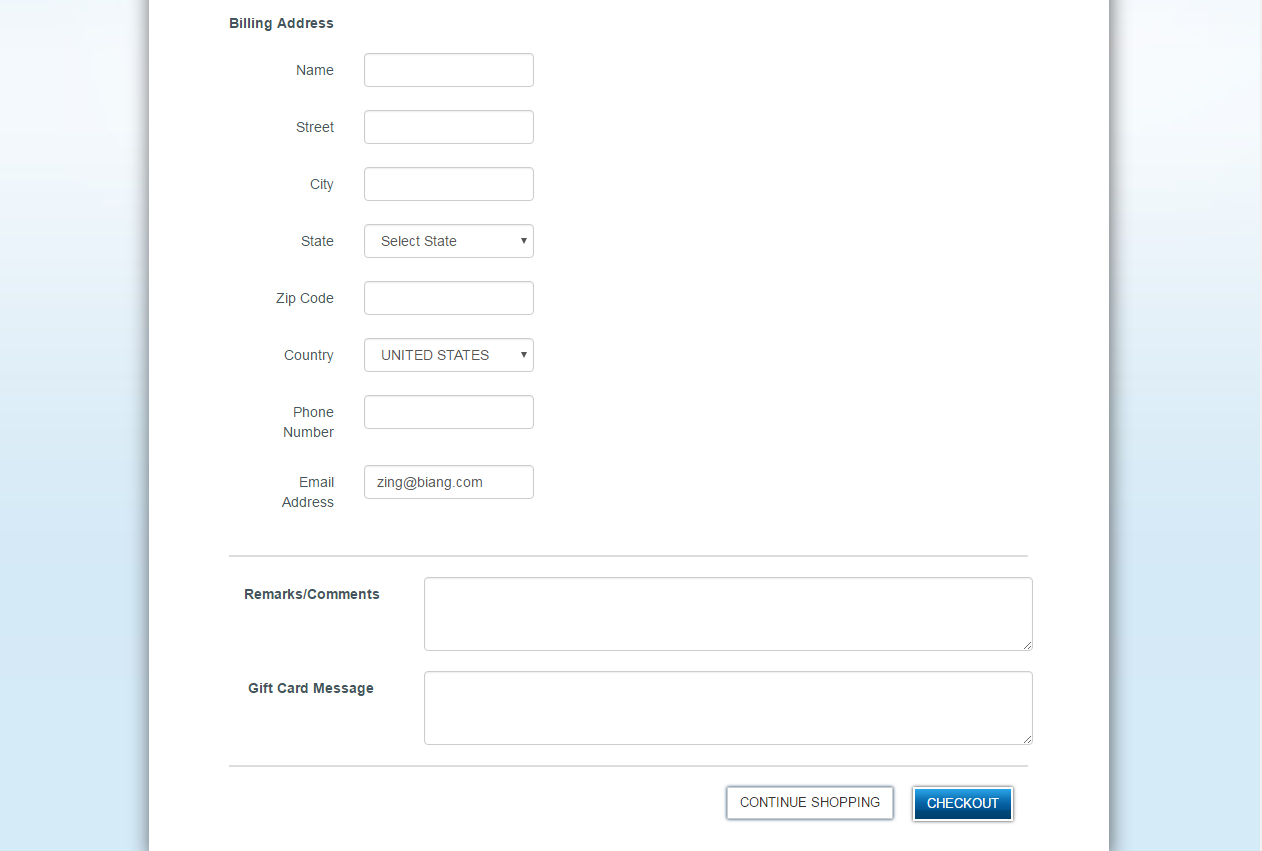 Billing Address
Name
Street
City
State
Select State
Zip Code
Country
UNITED STATES
Phone
Number
Email
Address
zing@biang.com
Remarks/Comments
Gift Card Message
CONTINUE SHOPPING
CHECKOUT